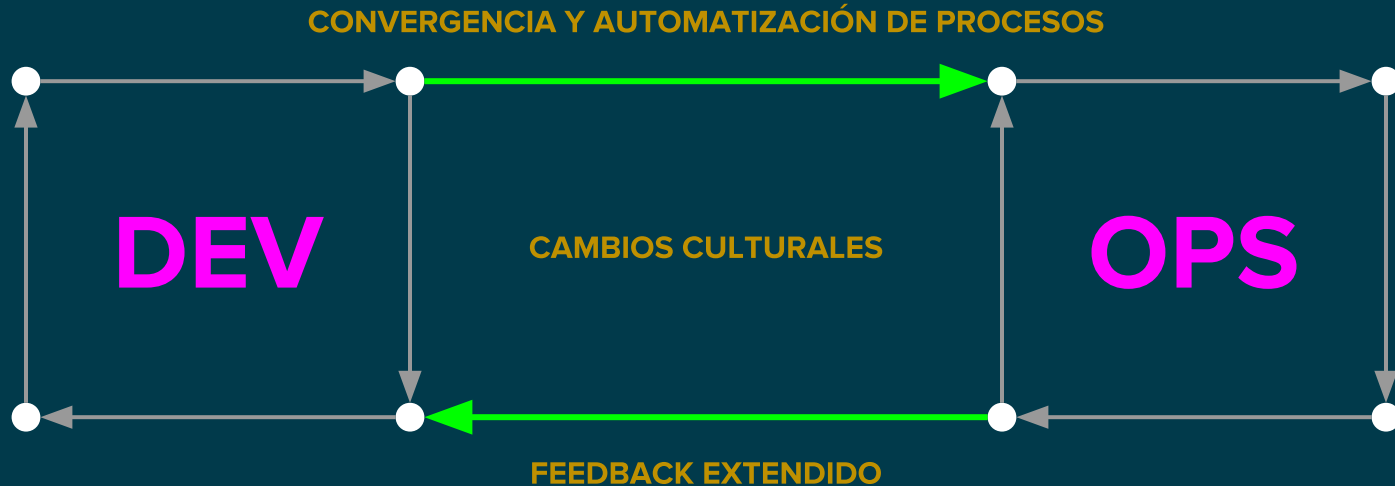 CONVERGENCIA Y AUTOMATIZACIÓN DE PROCESOS
DEV
CAMBIOS CULTURALES
OPS
FEEDBACK EXTENDIDO